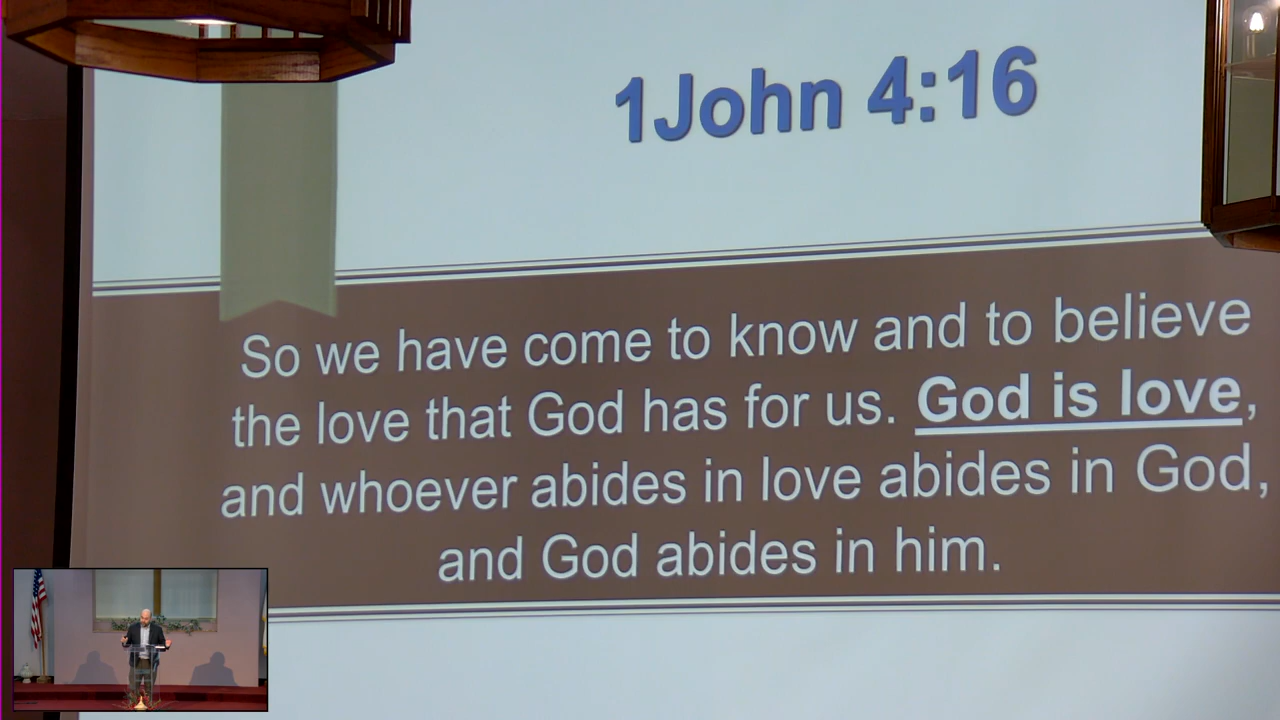 1John 4:16
So we have come to know and to believe
the love that God has for us. God is love,
and whoever abides in love abides in God,
and God abides in him.